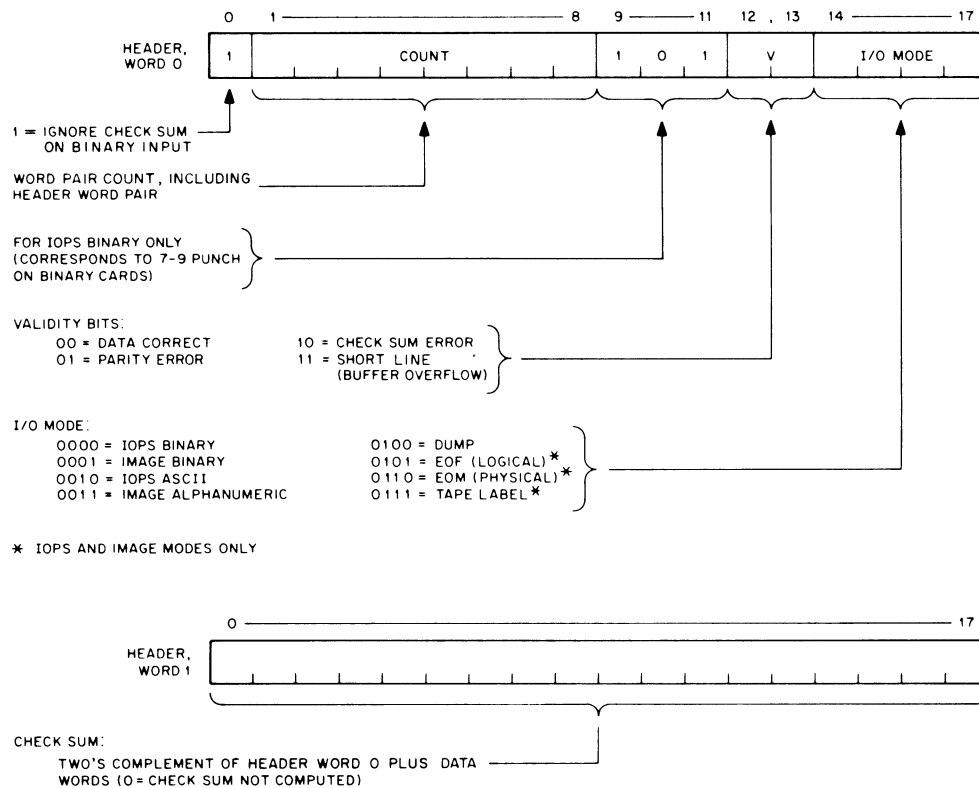 0 1 8 9 11 12 , 13 14 17
HEADER,
WORD 0
1 COUNT 1 0 1 V I/O MODE
1 = IGNORE CHECK SUM
ON BINARY INPUT
WORD PAIR COUNT, INCLUDING
HEADER WORD PAIR
FOR IOPS BINARY ONLY
(CORRESPONDS TO 7-9 PUNCH
ON BINARY CARDS)
VALIDITY BITS:
00 = DATA CORRECT 10 = CHECK SUM ERROR
01 = PARITY ERROR 11 = SHORT LINE
(BUFFER OVERFLOW)
I/O MODE:
0000 = IOPS BINARY 0100 = DUMP
0001 = IMAGE BINARY 0101 = EOF (LOGICAL)*
0010 = IOPS ASCII 0110 = EOM (PHYSICAL)*
0011 = IMAGE ALPHANUMERIC 0111 = TAPE LABEL*
* IOPS AND IMAGE MODES ONLY
0 17
HEADER,
WORD 1
CHECK SUM:
TWO'S COMPLEMENT OF HEADER WORD 0 PLUS DATA
WORDS (0 = CHECK SUM NOT COMPUTED)